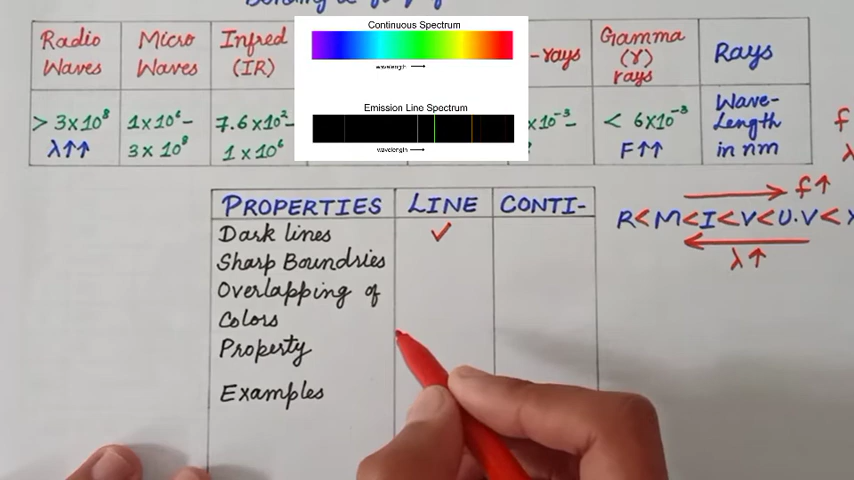 Radio Waves
Micro Waves
Infred (IR)
-rays
Gamma (γ) rays
Rays
> 3x10⁸ λ↑↑
1x10⁶- 3x10⁸
7.6x10²- 1x10⁶
x10⁻³-
< 6x10⁻³ F↑↑
Wave- Length in nm
f
λ
Continuous Spectrum
wavelength →
Emission Line Spectrum
wavelength →
PROPERTIES LINE CONTI-
Dark lines ✓
Sharp Boundries
Overlapping of
Colors
Property
Examples
f↑
R<M<I<V<U.V<X
λ↑